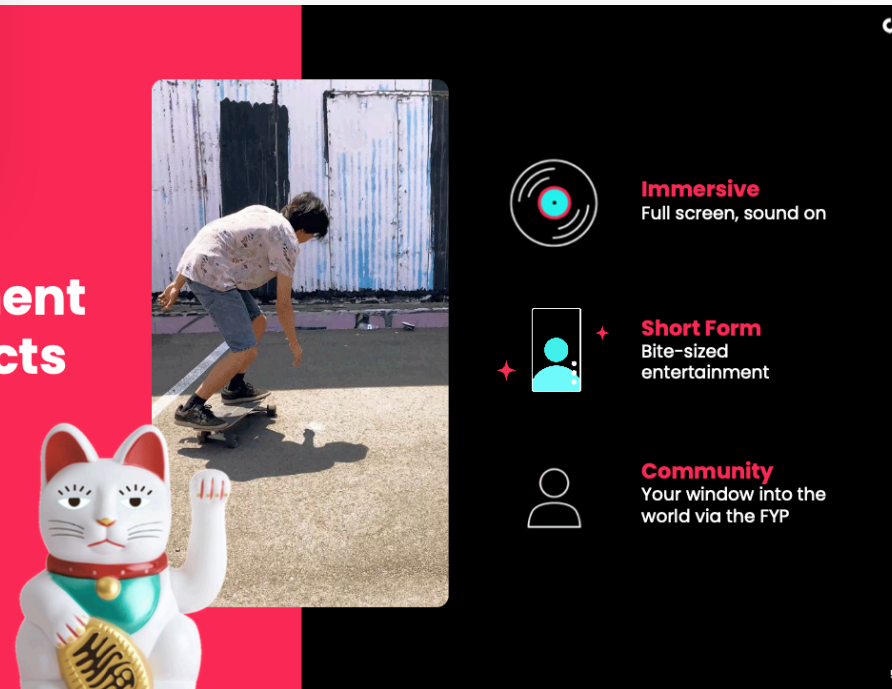 ent
cts
Immersive
Full screen, sound on
Short Form
Bite-sized
entertainment
Community
Your window into the
world via the FYP